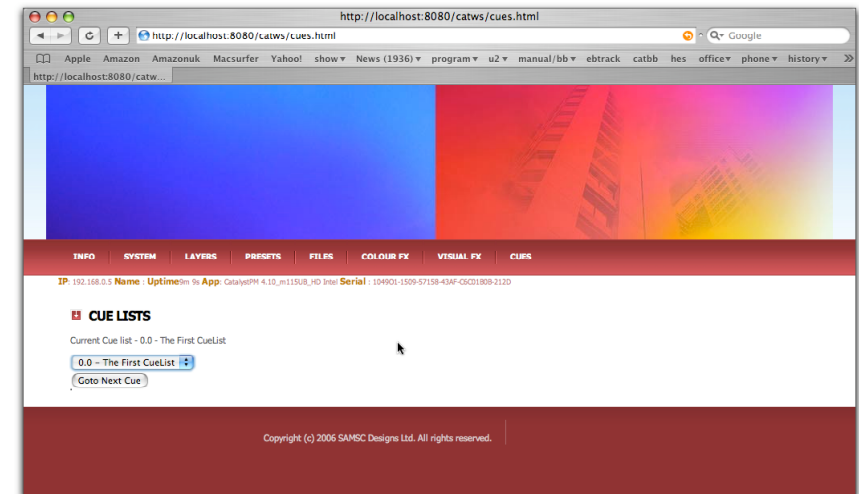 http://localhost:8080/catws/cues.html
http://localhost:8080/catws/cues.html
Google
Apple Amazon Amazonuk Macsurfer Yahoo! show News (1936) program u2 manual/bb ebtrack catbb hes office phone history
http://localhost:8080/catw...
INFO SYSTEM LAYERS PRESETS FILES COLOUR FX VISUAL FX CUES
IP: 192.168.0.5 Name : Uptime9m 9s App: CatalystPM 4.10_m115UB_HD Intel Serial : 104901-1509-57158-43AF-C6C01B08-212D
CUE LISTS
Current Cue list - 0.0 - The First CueList
0.0 – The First CueList
Goto Next Cue
Copyright (c) 2006 SAMSC Designs Ltd. All rights reserved.